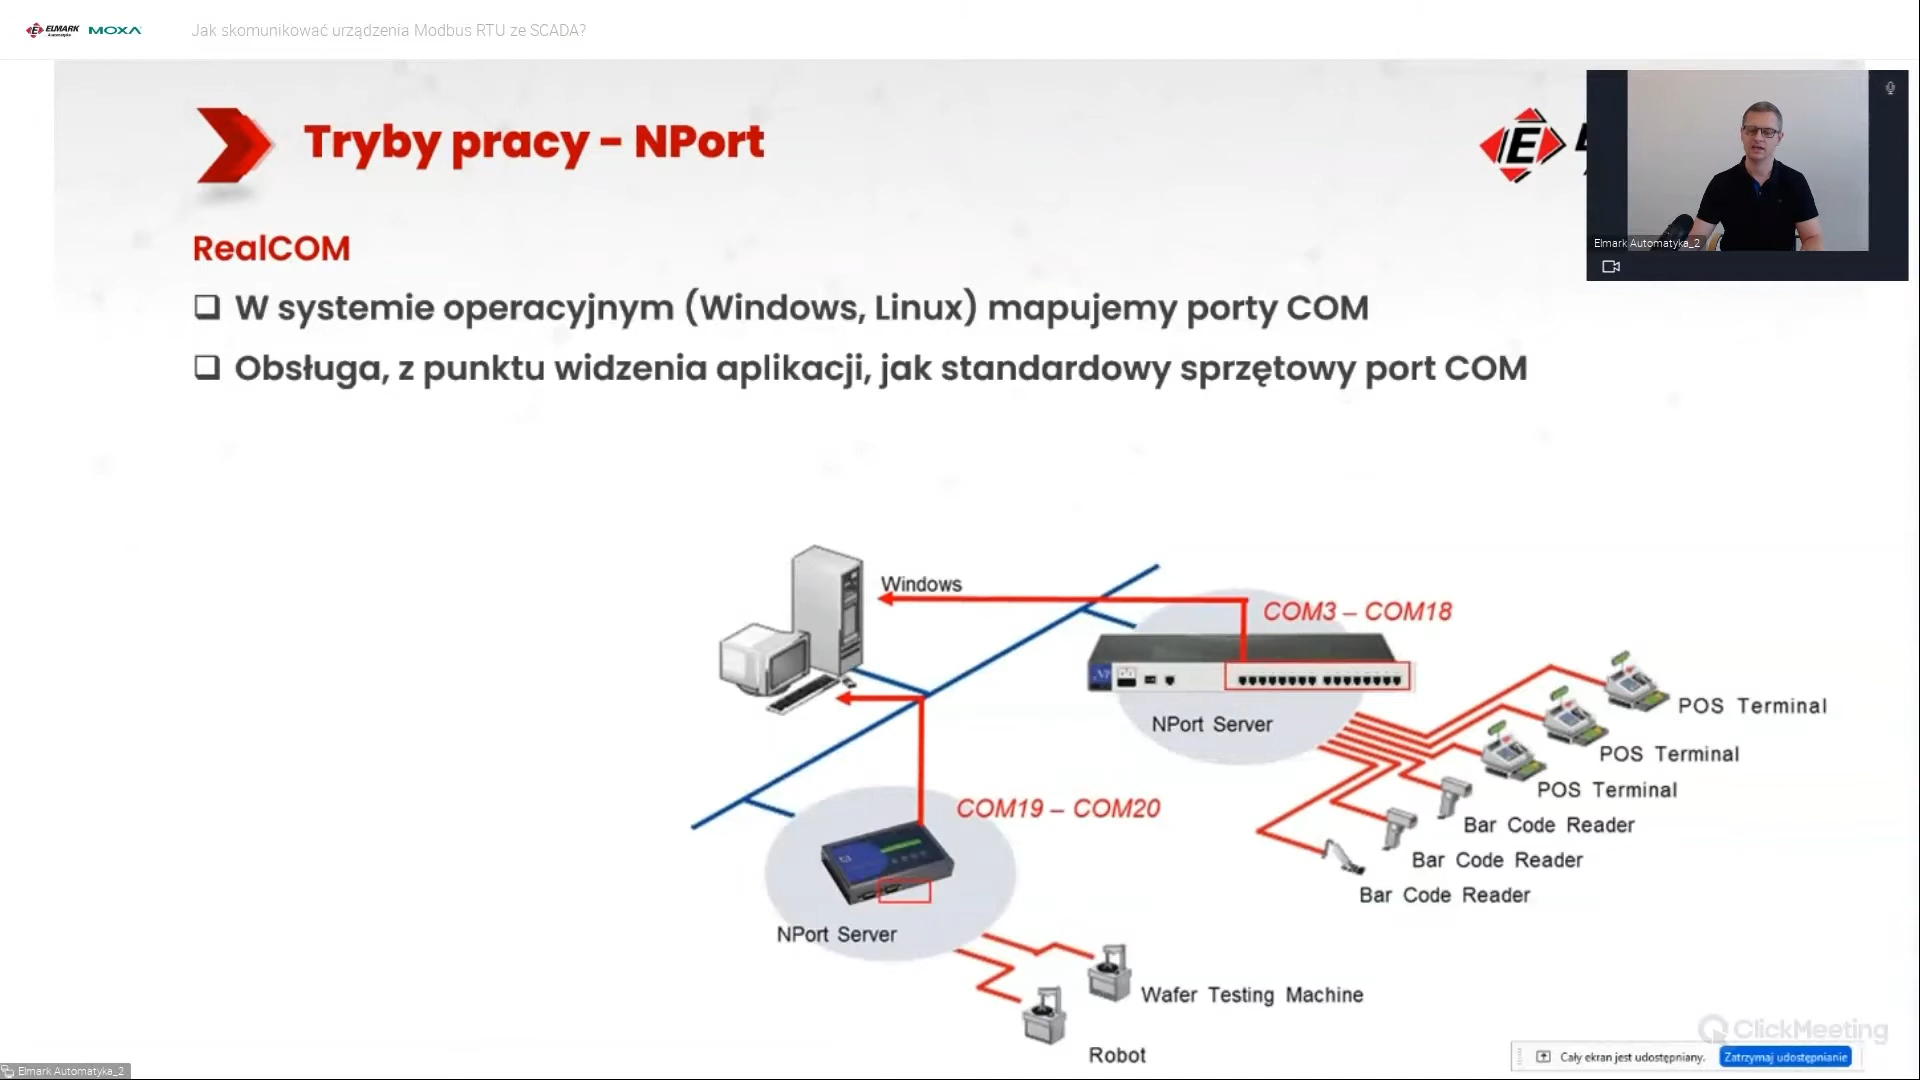 ELMARK
Automatyka
MOXA
Jak skomunikować urządzenia Modbus RTU ze SCADA?
Tryby pracy - NPort
E
Elmark Automatyka_2
RealCOM
W systemie operacyjnym (Windows, Linux) mapujemy porty COM
Obsługa, z punktu widzenia aplikacji, jak standardowy sprzętowy port COM
Windows
COM3 – COM18
NPort Server
POS Terminal
POS Terminal
POS Terminal
COM19 – COM20
Bar Code Reader
Bar Code Reader
Bar Code Reader
NPort Server
Wafer Testing Machine
Robot
ClickMeeting
Cały ekran jest udostępniany.
Zatrzymaj udostępnianie
Elmark Automatyka_2